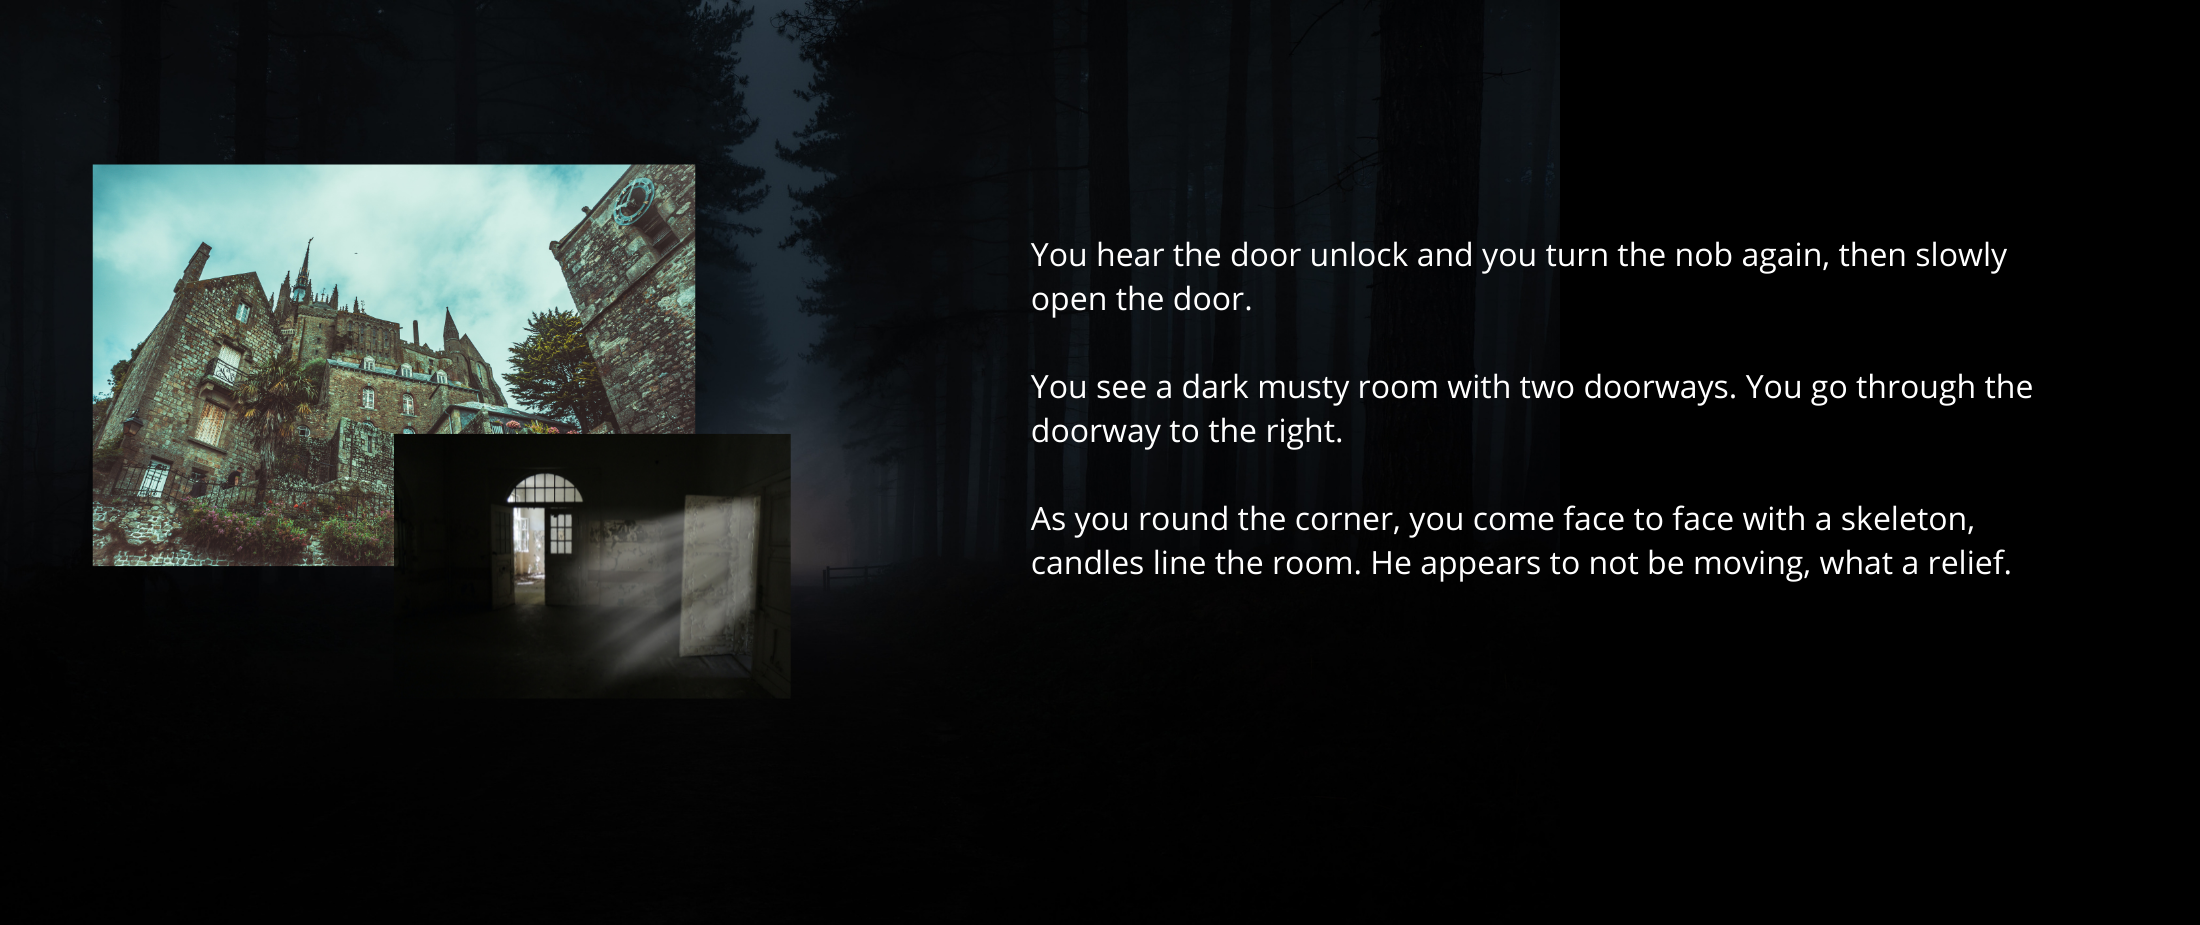 You hear the door unlock and you turn the nob again, then slowly
open the door.
You see a dark musty room with two doorways. You go through the
doorway to the right.
As you round the corner, you come face to face with a skeleton,
candles line the room. He appears to not be moving, what a relief.